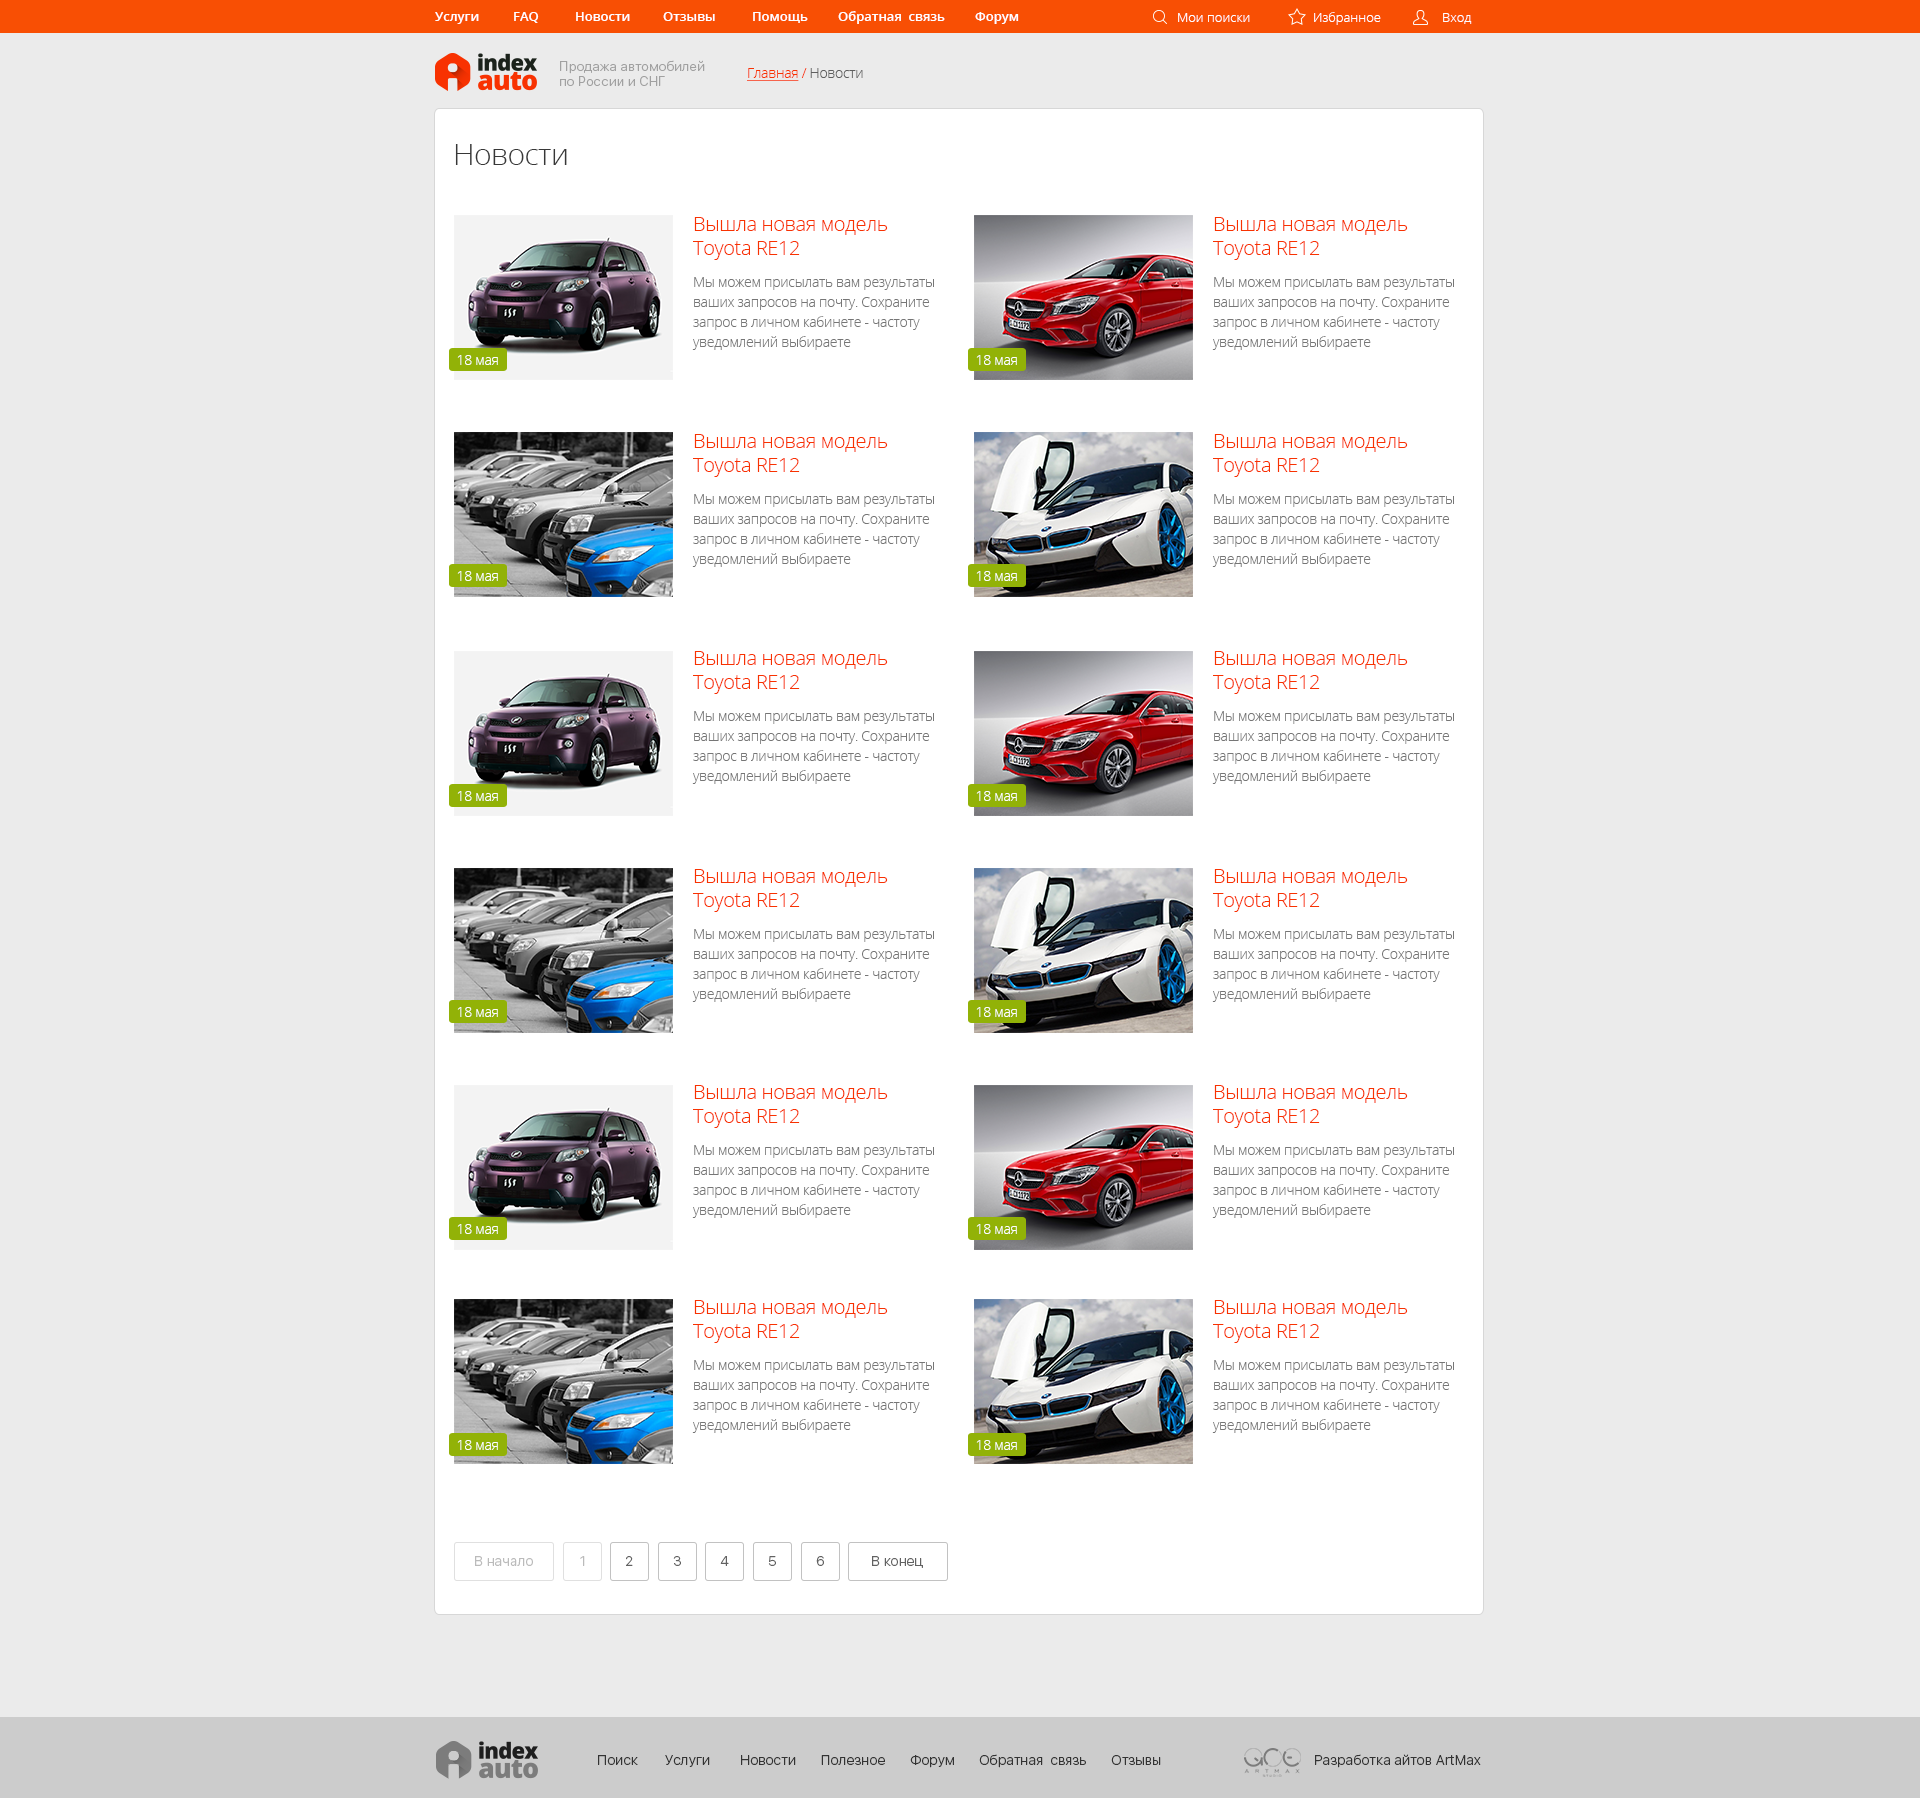 Услуги FAQ Новости Отзывы Помощь Обратная связь Форум Мои поиски Избранное Вход
index auto
Продажа автомобилей
по России и СНГ
Главная / Новости
Новости
Вышла новая модель
Toyota RE12
Мы можем присылать вам результаты
ваших запросов на почту. Сохраните
запрос в личном кабинете - частоту
уведомлений выбираете
18 мая
Вышла новая модель
Toyota RE12
Мы можем присылать вам результаты
ваших запросов на почту. Сохраните
запрос в личном кабинете - частоту
уведомлений выбираете
18 мая
Вышла новая модель
Toyota RE12
Мы можем присылать вам результаты
ваших запросов на почту. Сохраните
запрос в личном кабинете - частоту
уведомлений выбираете
18 мая
Вышла новая модель
Toyota RE12
Мы можем присылать вам результаты
ваших запросов на почту. Сохраните
запрос в личном кабинете - частоту
уведомлений выбираете
18 мая
Вышла новая модель
Toyota RE12
Мы можем присылать вам результаты
ваших запросов на почту. Сохраните
запрос в личном кабинете - частоту
уведомлений выбираете
18 мая
Вышла новая модель
Toyota RE12
Мы можем присылать вам результаты
ваших запросов на почту. Сохраните
запрос в личном кабинете - частоту
уведомлений выбираете
18 мая
Вышла новая модель
Toyota RE12
Мы можем присылать вам результаты
ваших запросов на почту. Сохраните
запрос в личном кабинете - частоту
уведомлений выбираете
18 мая
Вышла новая модель
Toyota RE12
Мы можем присылать вам результаты
ваших запросов на почту. Сохраните
запрос в личном кабинете - частоту
уведомлений выбираете
18 мая
Вышла новая модель
Toyota RE12
Мы можем присылать вам результаты
ваших запросов на почту. Сохраните
запрос в личном кабинете - частоту
уведомлений выбираете
18 мая
Вышла новая модель
Toyota RE12
Мы можем присылать вам результаты
ваших запросов на почту. Сохраните
запрос в личном кабинете - частоту
уведомлений выбираете
18 мая
Вышла новая модель
Toyota RE12
Мы можем присылать вам результаты
ваших запросов на почту. Сохраните
запрос в личном кабинете - частоту
уведомлений выбираете
18 мая
Вышла новая модель
Toyota RE12
Мы можем присылать вам результаты
ваших запросов на почту. Сохраните
запрос в личном кабинете - частоту
уведомлений выбираете
18 мая
В начало 1 2 3 4 5 6 В конец
index auto
Поиск Услуги Новости Полезное Форум Обратная связь Отзывы
ARTMAX
Разработка айтов ArtMax